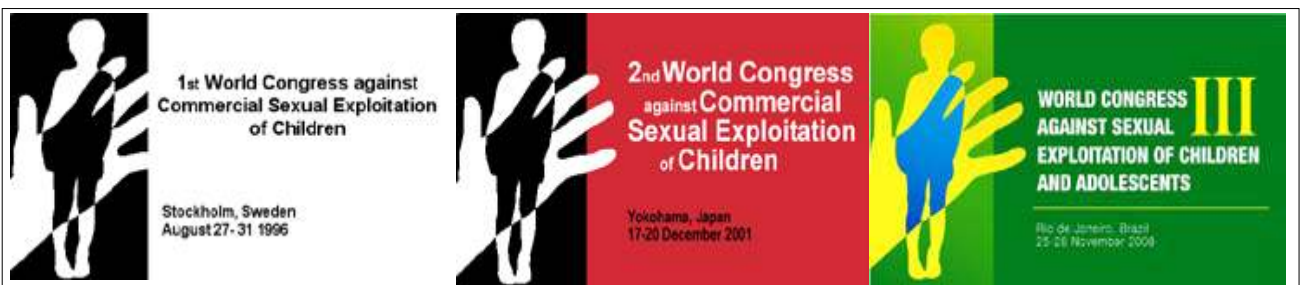 1st World Congress against
Commercial Sexual Exploitation
of Children
Stockholm, Sweden
August 27- 31 1996
2nd World Congress
against Commercial
Sexual Exploitation
of Children
Yokohama, Japan
17-20 December 2001
WORLD CONGRESS III
AGAINST SEXUAL
EXPLOITATION OF CHILDREN
AND ADOLESCENTS
Rio de Janeiro, Brazil
25-28 November 2008